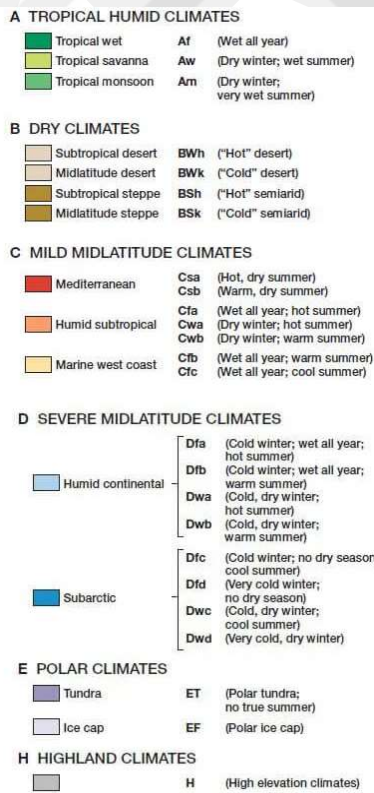 A TROPICAL HUMID CLIMATES
Tropical wet Af (Wet all year)
Tropical savanna Aw (Dry winter; wet summer)
Tropical monsoon Am (Dry winter;
very wet summer)
B DRY CLIMATES
Subtropical desert BWh ("Hot" desert)
Midlatitude desert BWk ("Cold" desert)
Subtropical steppe BSh ("Hot" semiarid)
Midlatitude steppe BSk ("Cold" semiarid)
C MILD MIDLATITUDE CLIMATES
Mediterranean
Csa (Hot, dry summer)
Csb (Warm, dry summer)
Humid subtropical
Cfa (Wet all year; hot summer)
Cwa (Dry winter; hot summer)
Cwb (Dry winter; warm summer)
Marine west coast
Cfb (Wet all year; warm summer)
Cfc (Wet all year; cool summer)
D SEVERE MIDLATITUDE CLIMATES
Humid continental
Dfa (Cold winter; wet all year;
hot summer)
Dfb (Cold winter; wet all year;
warm summer)
Dwa (Cold, dry winter;
hot summer)
Dwb (Cold, dry winter;
warm summer)
Subarctic
Dfc (Cold winter; no dry season
cool summer)
Dfd (Very cold winter;
no dry season)
Dwc (Cold, dry winter;
cool summer)
Dwd (Very cold, dry winter)
E POLAR CLIMATES
Tundra ET (Polar tundra;
no true summer)
Ice cap EF (Polar ice cap)
H HIGHLAND CLIMATES
H (High elevation climates)